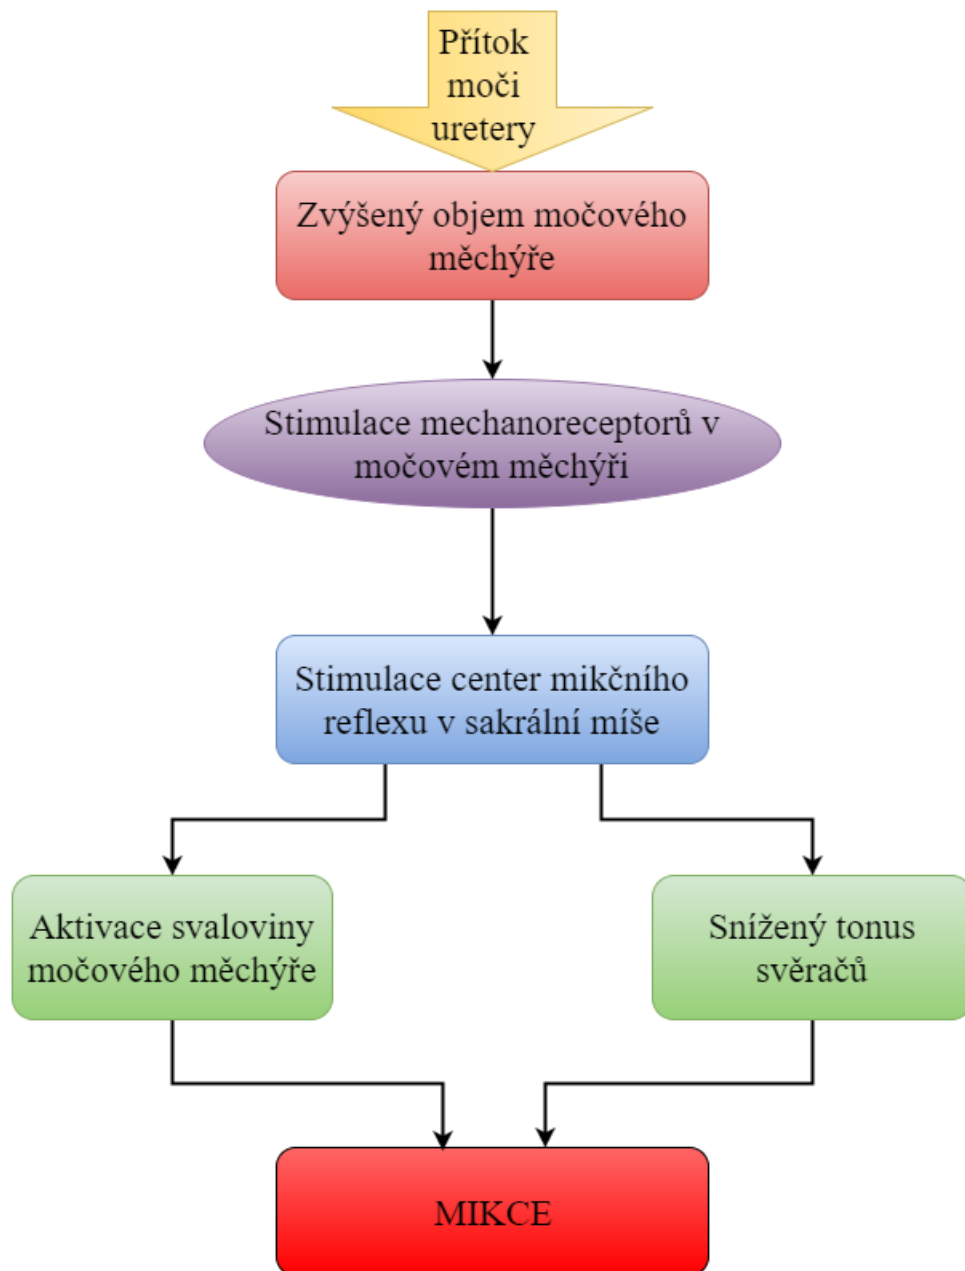 Přítok
moči
uretery
Zvýšený objem močového
měchýře
Stimulace mechanoreceptorů v
močovém měchýři
Stimulace center mikčního
reflexu v sakrální míše
Aktivace svaloviny
močového měchýře
Snížený tonus
svěračů
MIKCE